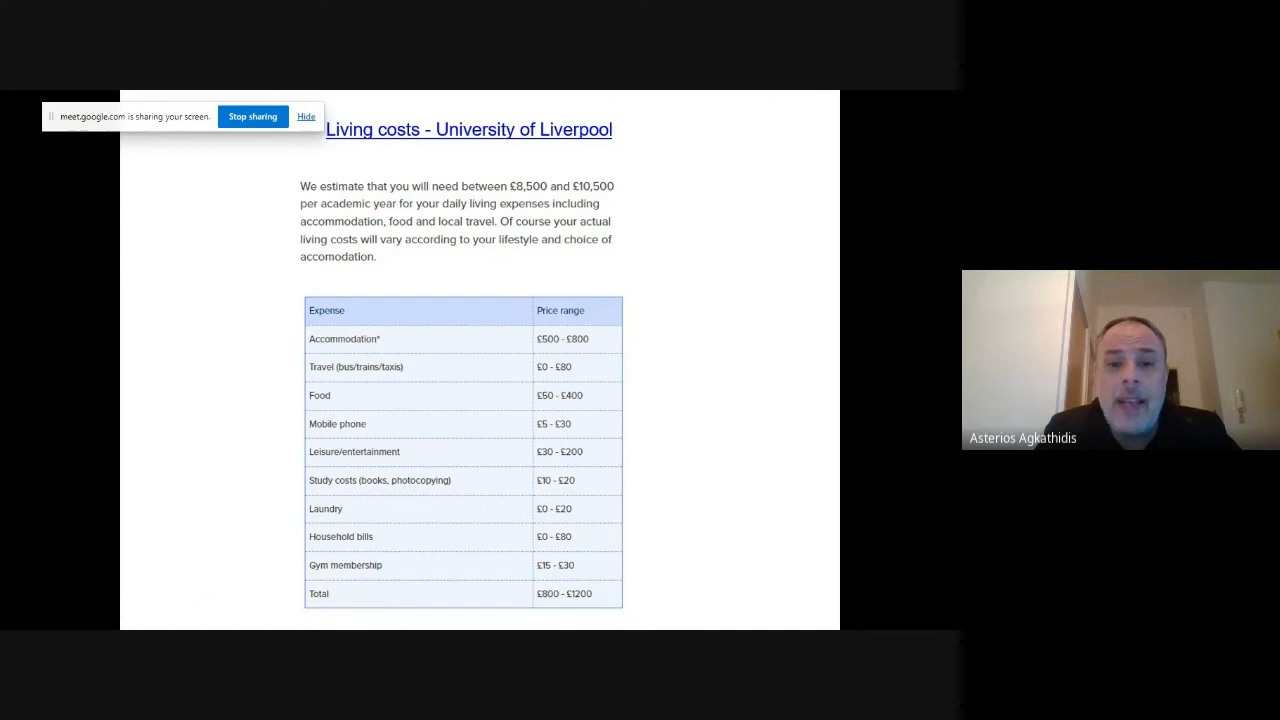 meet.google.com is sharing your screen.
Stop sharing
Hide
Living costs - University of Liverpool
We estimate that you will need between £8,500 and £10,500
per academic year for your daily living expenses including
accommodation, food and local travel. Of course your actual
living costs will vary according to your lifestyle and choice of
accomodation.
Expense Price range
Accommodation* £500 - £800
Travel (bus/trains/taxis) £0 - £80
Food £50 - £400
Mobile phone £5 - £30
Leisure/entertainment £30 - £200
Study costs (books, photocopying) £10 - £20
Laundry £0 - £20
Household bills £0 - £80
Gym membership £15 - £30
Total £800 - £1200
Asterios Agkathidis